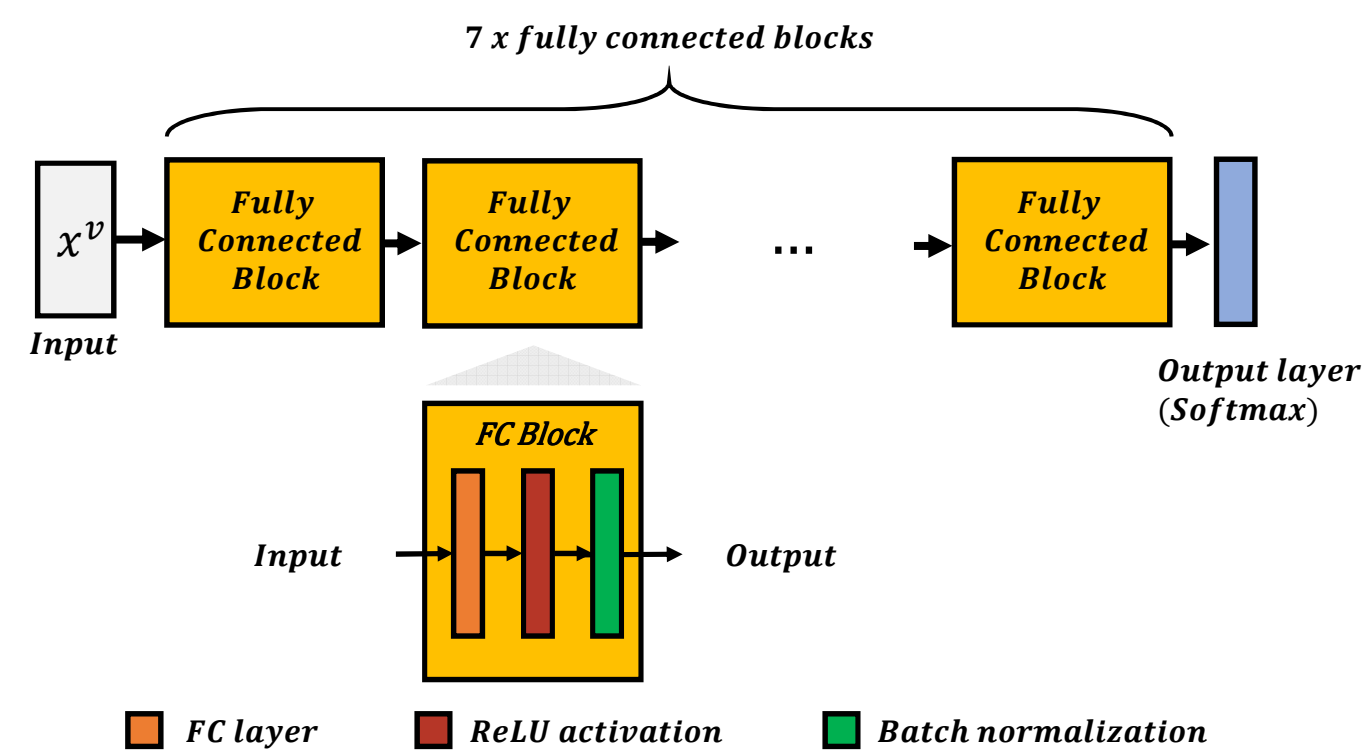 7 x fully connected blocks
x^v
Input
Fully
Connected
Block
Fully
Connected
Block
...
Fully
Connected
Block
Output layer
(Softmax)
FC Block
Input
Output
FC layer
ReLU activation
Batch normalization